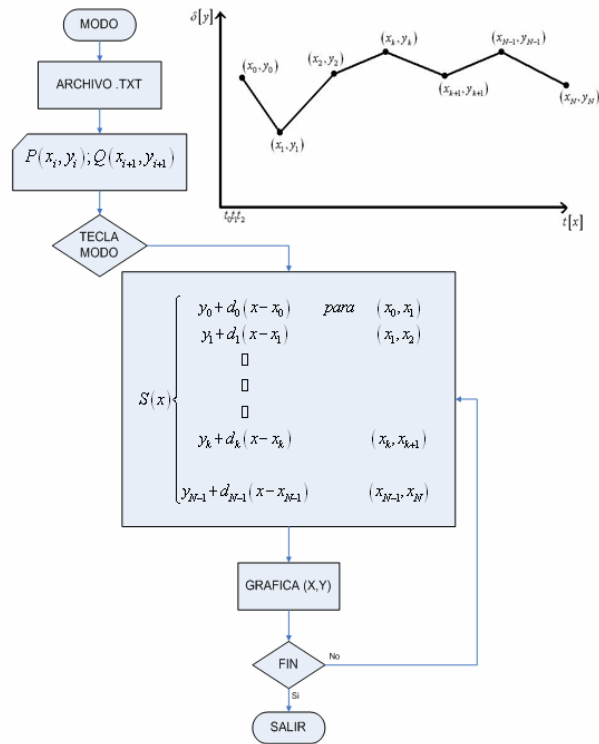 MODO
ARCHIVO .TXT
P(x_i, y_i); Q(x_{i+1}, y_{i+1})
TECLA
MODO
δ[y]
(x_0, y_0)
(x_1, y_1)
(x_2, y_2)
(x_k, y_k)
(x_{k+1}, y_{k+1})
(x_{N-1}, y_{N-1})
(x_N, y_N)
t_0t_1t_2
t[x]
S(x)
y_0 + d_0(x - x_0) para (x_0, x_1)
y_1 + d_1(x - x_1) (x_1, x_2)
▯
▯
▯
y_k + d_k(x - x_k) (x_k, x_{k+1})
y_{N-1} + d_{N-1}(x - x_{N-1}) (x_{N-1}, x_N)
GRAFICA (X,Y)
FIN
No
Si
SALIR